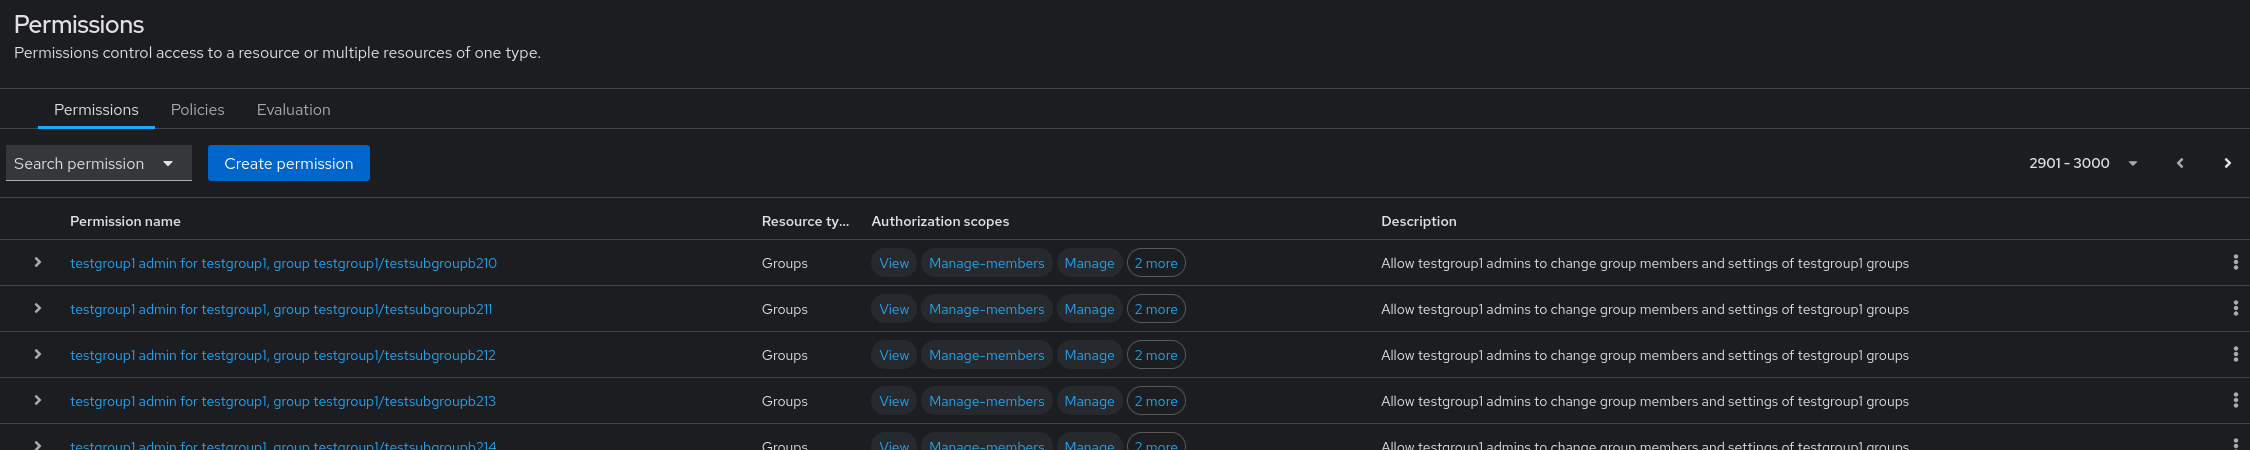 Permissions
Permissions control access to a resource or multiple resources of one type.
Permissions Policies Evaluation
Search permission Create permission 2901 - 3000
Permission name Resource ty... Authorization scopes Description
testgroup1 admin for testgroup1, group testgroup1/testsubgroupb210 Groups View Manage-members Manage 2 more Allow testgroup1 admins to change group members and settings of testgroup1 groups
testgroup1 admin for testgroup1, group testgroup1/testsubgroupb211 Groups View Manage-members Manage 2 more Allow testgroup1 admins to change group members and settings of testgroup1 groups
testgroup1 admin for testgroup1, group testgroup1/testsubgroupb212 Groups View Manage-members Manage 2 more Allow testgroup1 admins to change group members and settings of testgroup1 groups
testgroup1 admin for testgroup1, group testgroup1/testsubgroupb213 Groups View Manage-members Manage 2 more Allow testgroup1 admins to change group members and settings of testgroup1 groups
testgroup1 admin for testgroup1, group testgroup1/testsubgroupb214 Groups View Manage-members Manage 2 more Allow testgroup1 admins to change group members and settings of testgroup1 groups